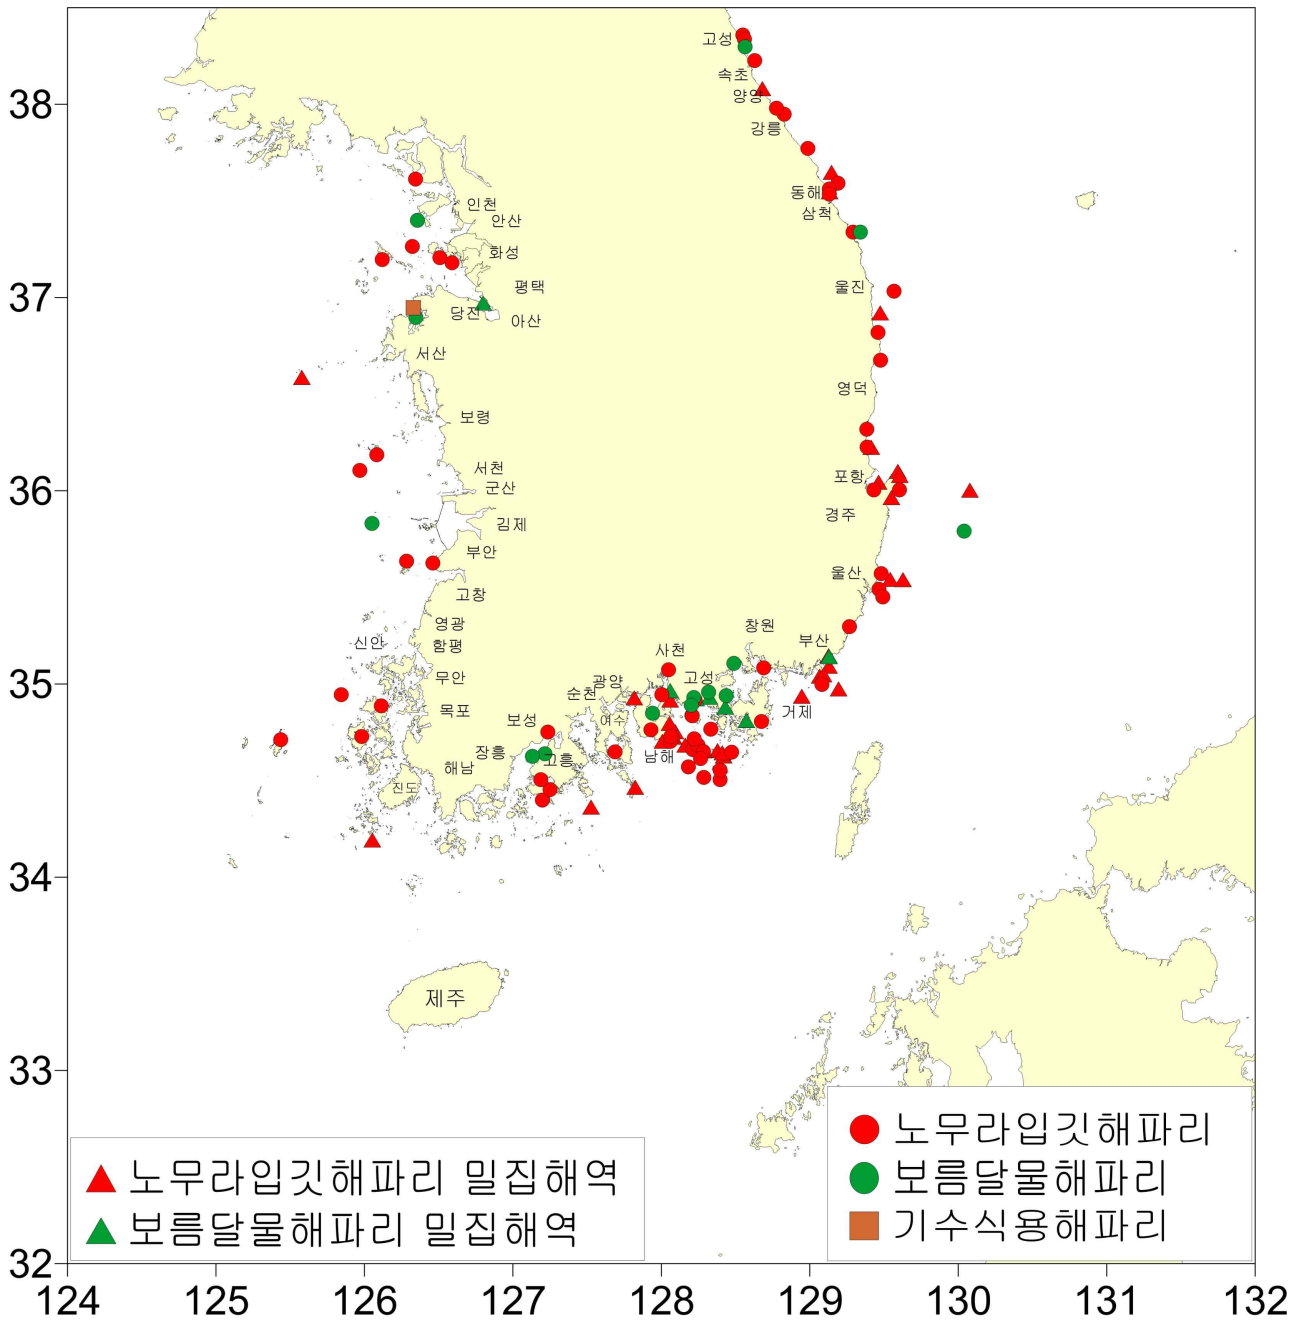 고성
속초
양양
38
강릉
동해
삼척
인천
안산
화성
평택
울진
37
당진
아산
서산
영덕
보령
서천
포항
36
군산
경주
김제
부안
울산
고창
영광
창원
신안
함평
부산
사천
35
무안
광양
고성
순천
목포
보성
여수
거제
장흥
고흥
남해
해남
진도
34
제주
33
노무라입깃해파리
노무라입깃해파리 밀집해역
보름달물해파리
보름달물해파리 밀집해역
기수식용해파리
32
124 125 126 127 128 129 130 131 132